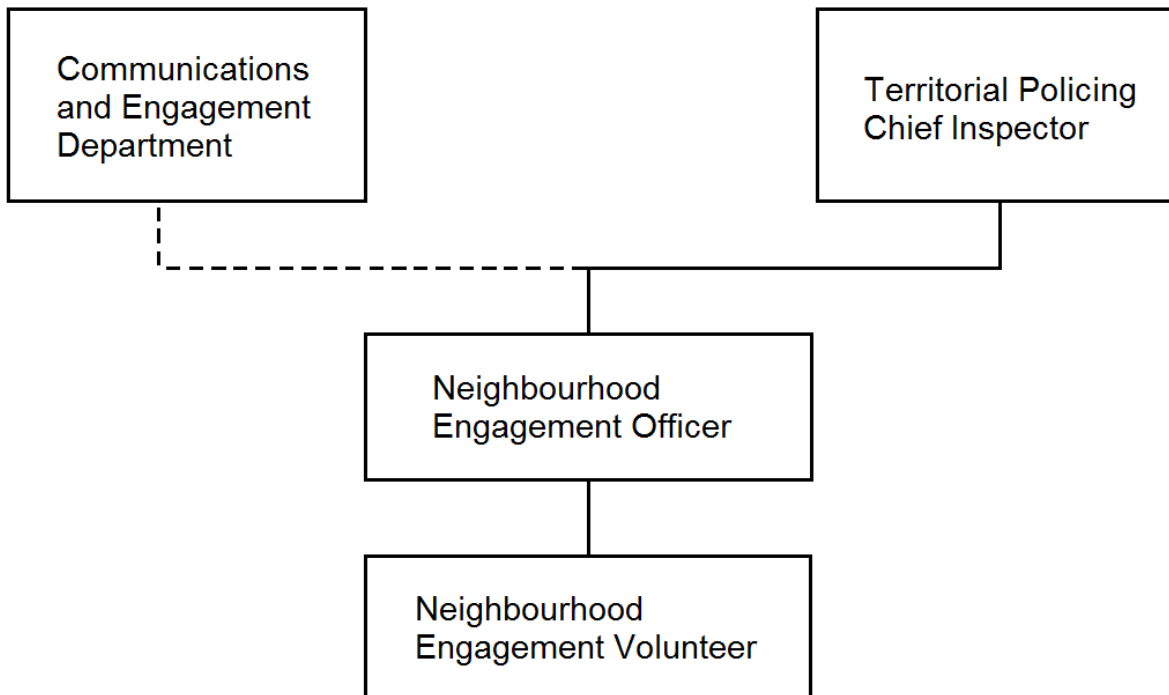 Communications
and Engagement
Department
Territorial Policing
Chief Inspector
Neighbourhood
Engagement Officer
Neighbourhood
Engagement Volunteer